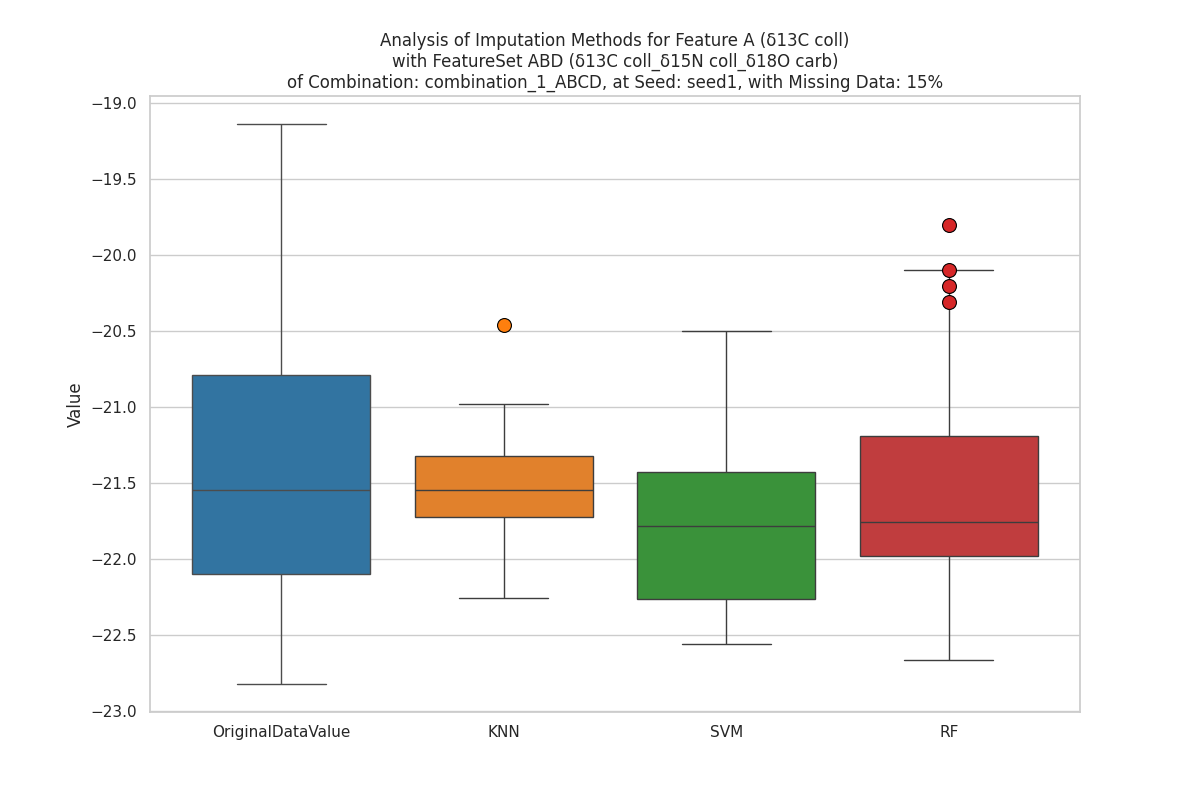 Analysis of Imputation Methods for Feature A (δ13C coll)
with FeatureSet ABD (δ13C coll_δ15N coll_δ18O carb)
of Combination: combination_1_ABCD, at Seed: seed1, with Missing Data: 15%
−19.0
−19.5
−20.0
−20.5
−21.0
−21.5
−22.0
−22.5
−23.0
Value
OriginalDataValue
KNN
SVM
RF